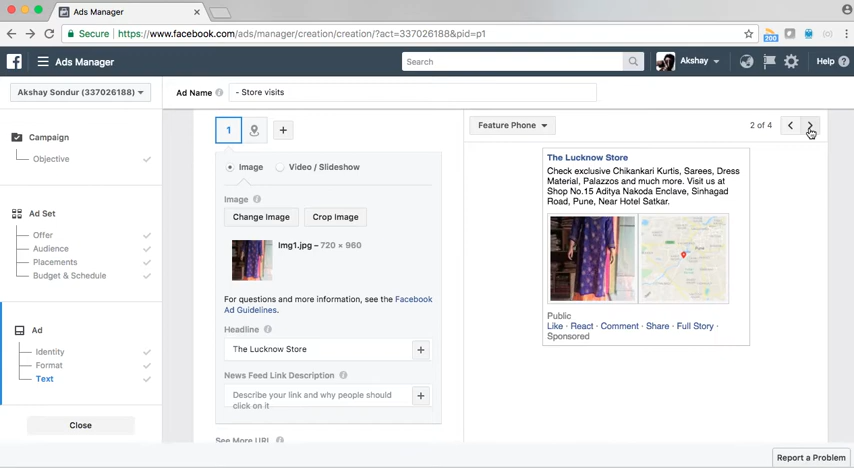 Ads Manager
Secure https://www.facebook.com/ads/manager/creation/creation/?act=337026188&pid=p1
200
Ads Manager
Search
Akshay
Help
Akshay Sondur (337026188)
Ad Name
- Store visits
Campaign
Objective
Ad Set
Offer
Audience
Placements
Budget & Schedule
Ad
Identity
Format
Text
Close
1
Image
Video / Slideshow
Image
Change Image
Crop Image
img1.jpg – 720 × 960
For questions and more information, see the Facebook
Ad Guidelines.
Headline
The Lucknow Store
News Feed Link Description
Describe your link and why people should
click on it
See More URL
Feature Phone
2 of 4
The Lucknow Store
Check exclusive Chikankari Kurtis, Sarees, Dress
Material, Palazzos and much more. Visit us at
Shop No.15 Aditya Nakoda Enclave, Sinhagad
Road, Pune, Near Hotel Satkar.
Public
Like · React · Comment · Share · Full Story ·
Sponsored
Report a Problem